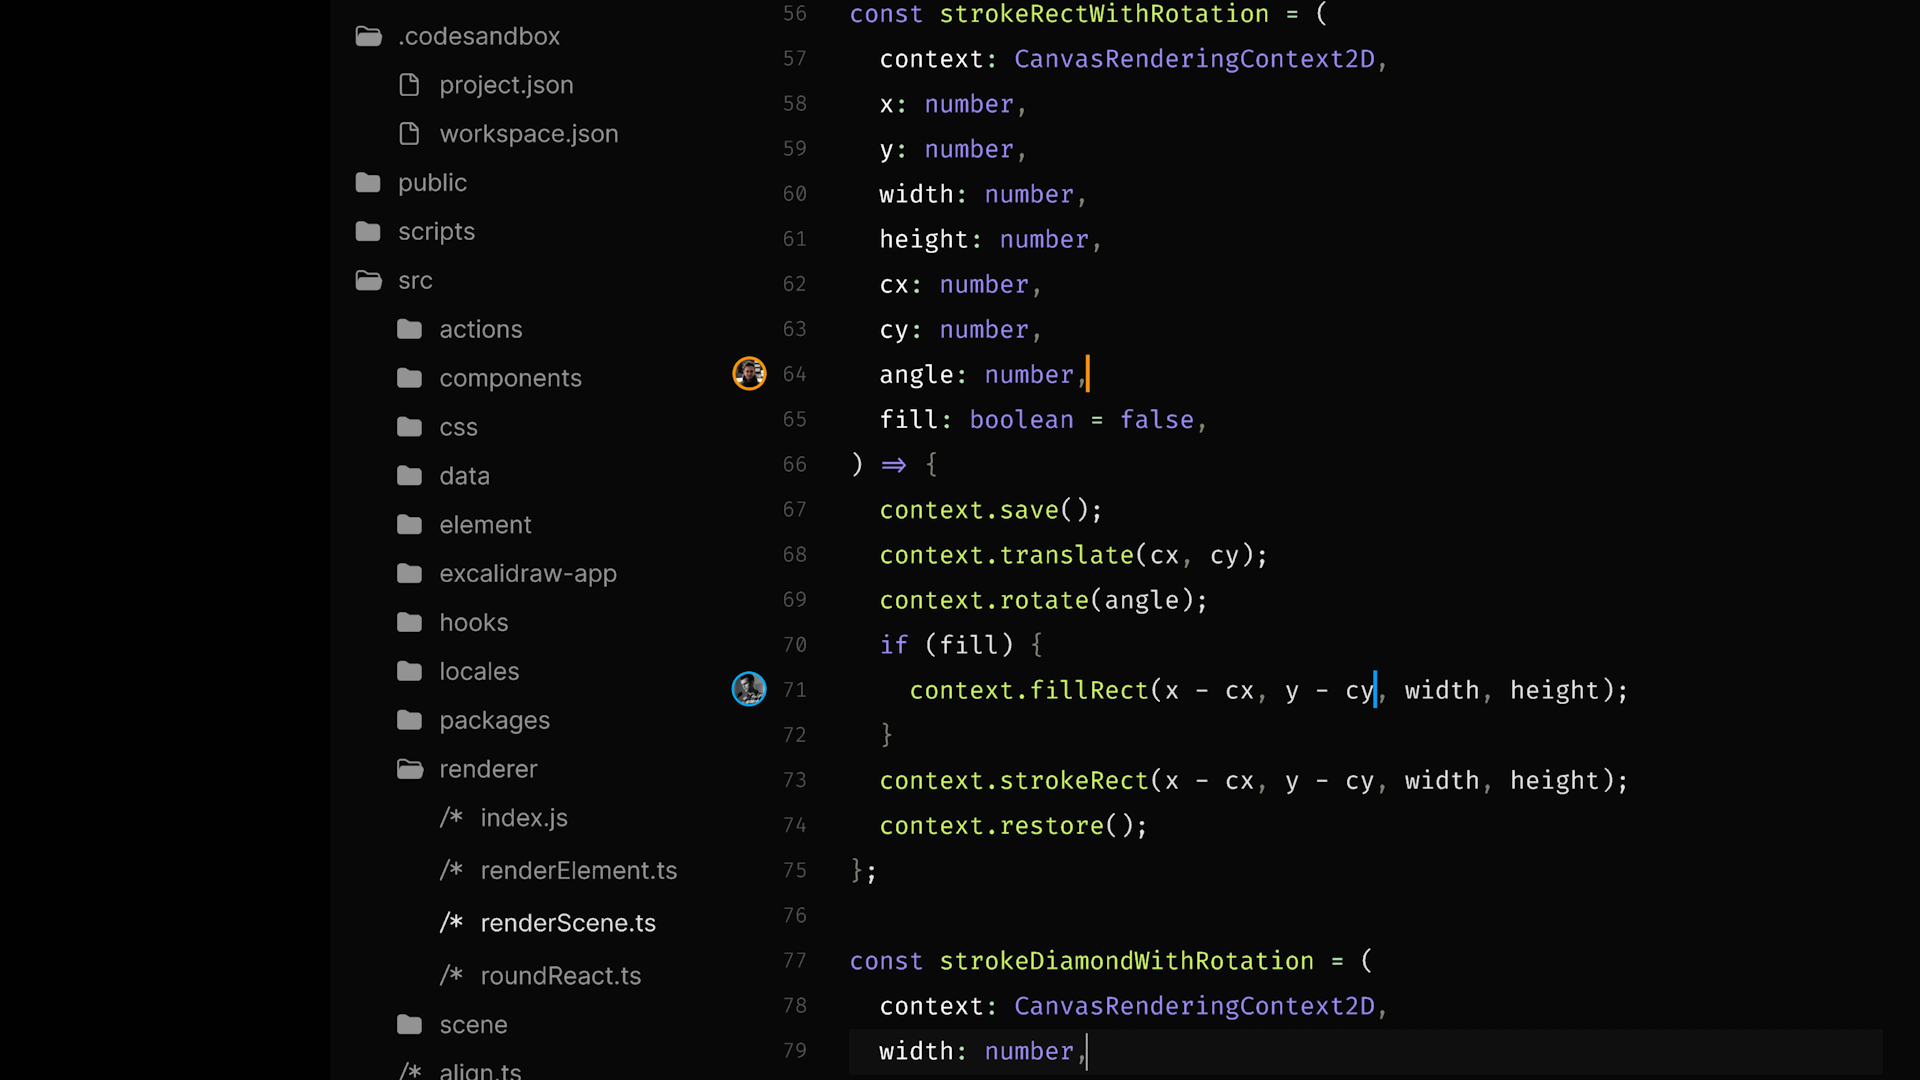 .codesandbox
project.json
workspace.json
public
scripts
src
actions
components
css
data
element
excalidraw-app
hooks
locales
packages
renderer
/* index.js
/* renderElement.ts
/* renderScene.ts
/* roundReact.ts
scene
/* align.ts
56 const strokeRectWithRotation = (
57 context: CanvasRenderingContext2D,
58 x: number,
59 y: number,
60 width: number,
61 height: number,
62 cx: number,
63 cy: number,
64 angle: number,
65 fill: boolean = false,
66 ) => {
67 context.save();
68 context.translate(cx, cy);
69 context.rotate(angle);
70 if (fill) {
71 context.fillRect(x - cx, y - cy, width, height);
72 }
73 context.strokeRect(x - cx, y - cy, width, height);
74 context.restore();
75 };
76
77 const strokeDiamondWithRotation = (
78 context: CanvasRenderingContext2D,
79 width: number,